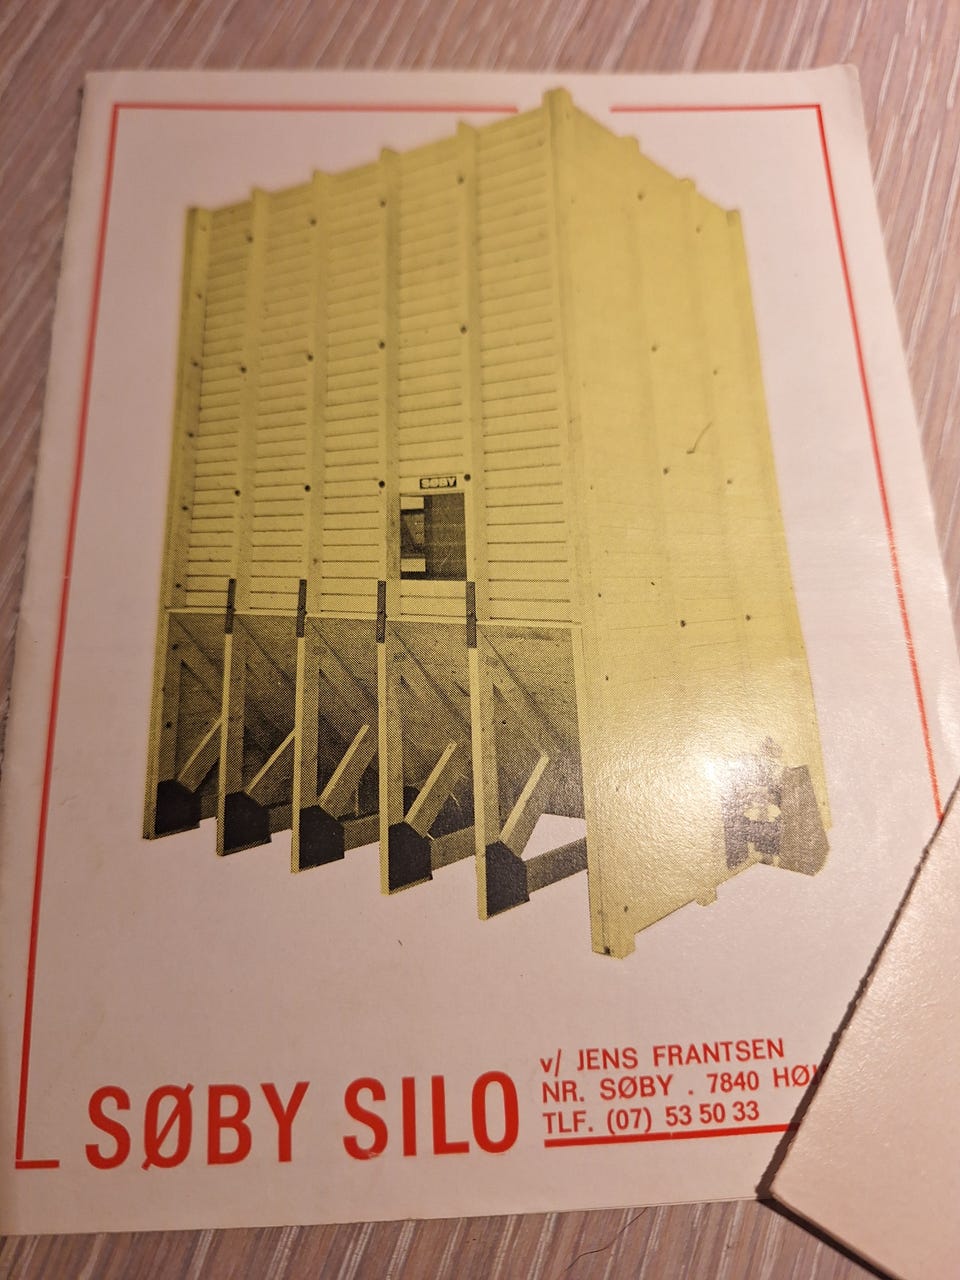 SØBY
SØBY SILO
v/ JENS FRANTSEN
NR. SØBY . 7840
TLF. (07) 53 50 33